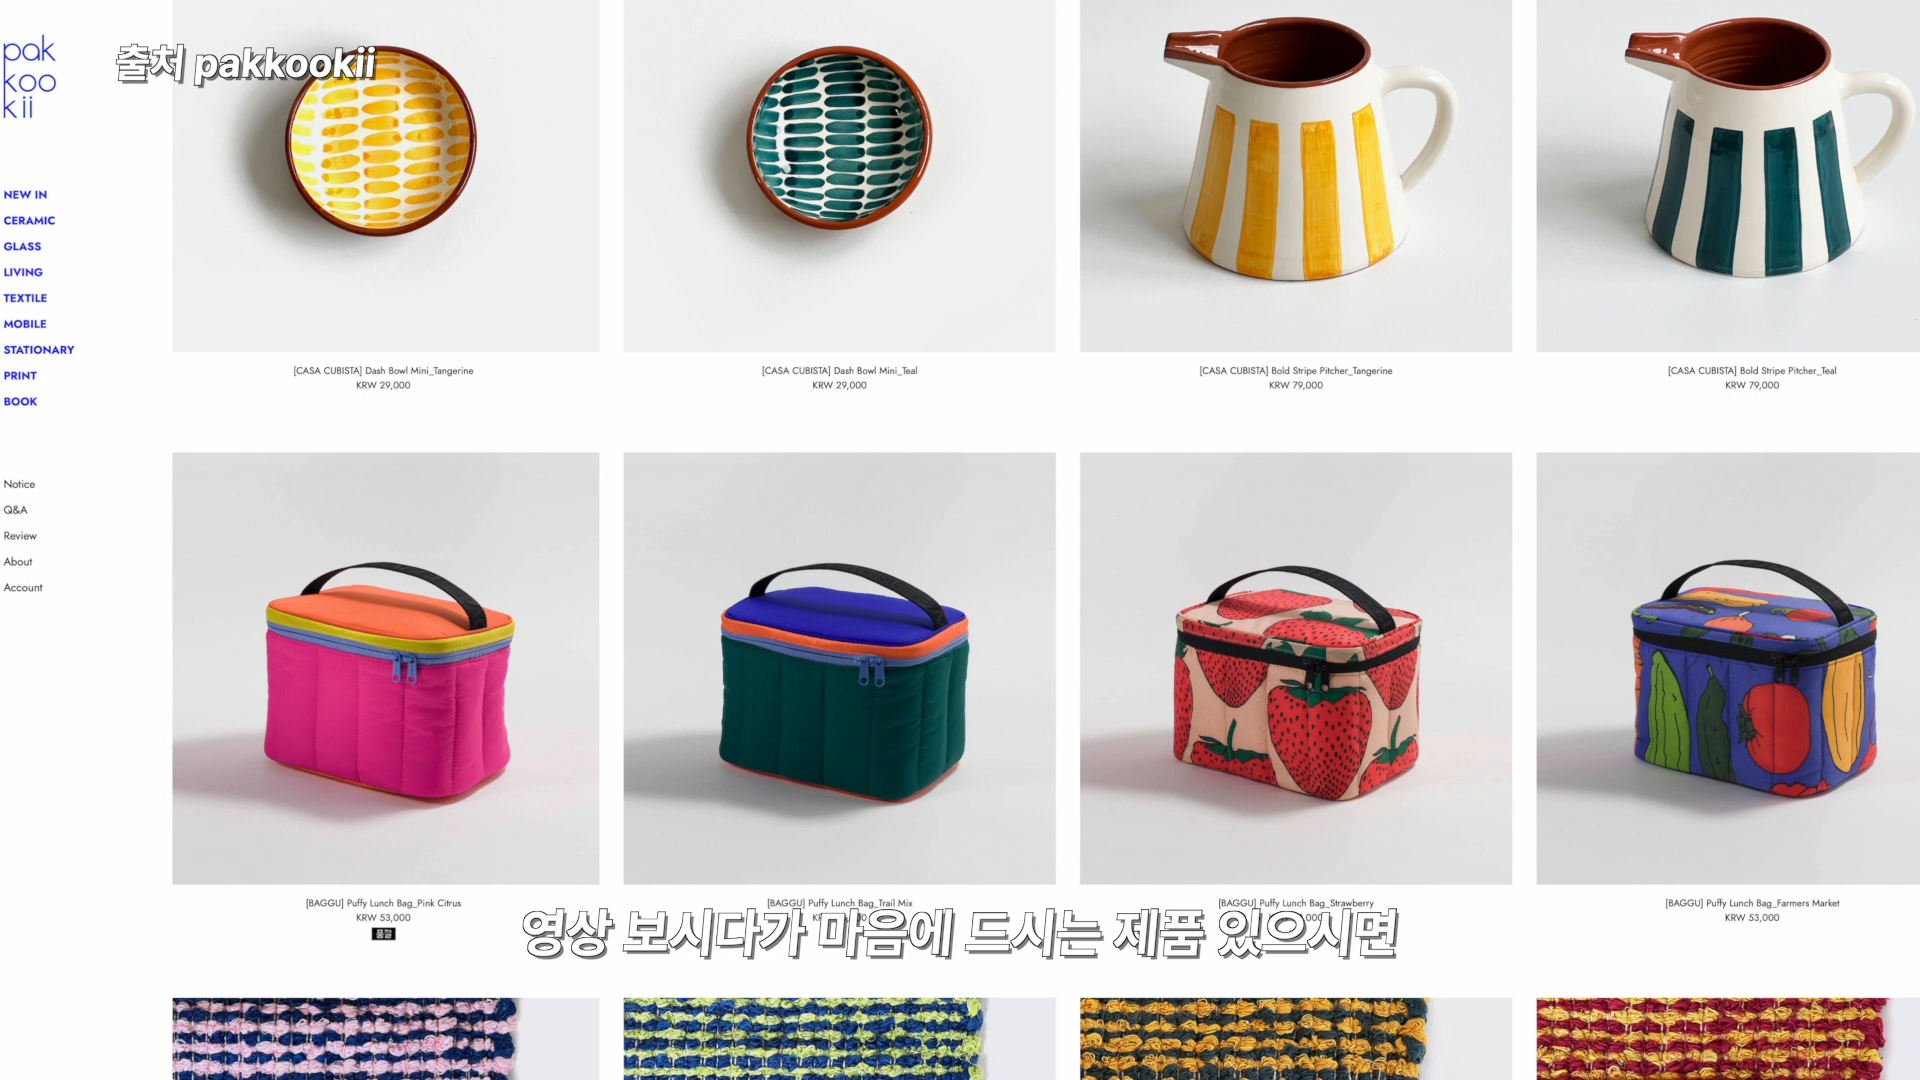 pak
koo
kii
출처 pakkookii
NEW IN
CERAMIC
GLASS
LIVING
TEXTILE
MOBILE
STATIONARY
PRINT
BOOK
Notice
Q&A
Review
About
Account
[CASA CUBISTA] Dash Bowl Mini_Tangerine
KRW 29,000
[CASA CUBISTA] Dash Bowl Mini_Teal
KRW 29,000
[CASA CUBISTA] Bold Stripe Pitcher_Tangerine
KRW 79,000
[CASA CUBISTA] Bold Stripe Pitcher_Teal
KRW 79,000
[BAGGU] Puffy Lunch Bag_Pink Citrus
KRW 53,000
품절
[BAGGU] Puffy Lunch Bag_Trail Mix
[BAGGU] Puffy Lunch Bag_Strawberry
[BAGGU] Puffy Lunch Bag_Farmers Market
KRW 53,000
영상 보시다가 마음에 드시는 제품 있으시면